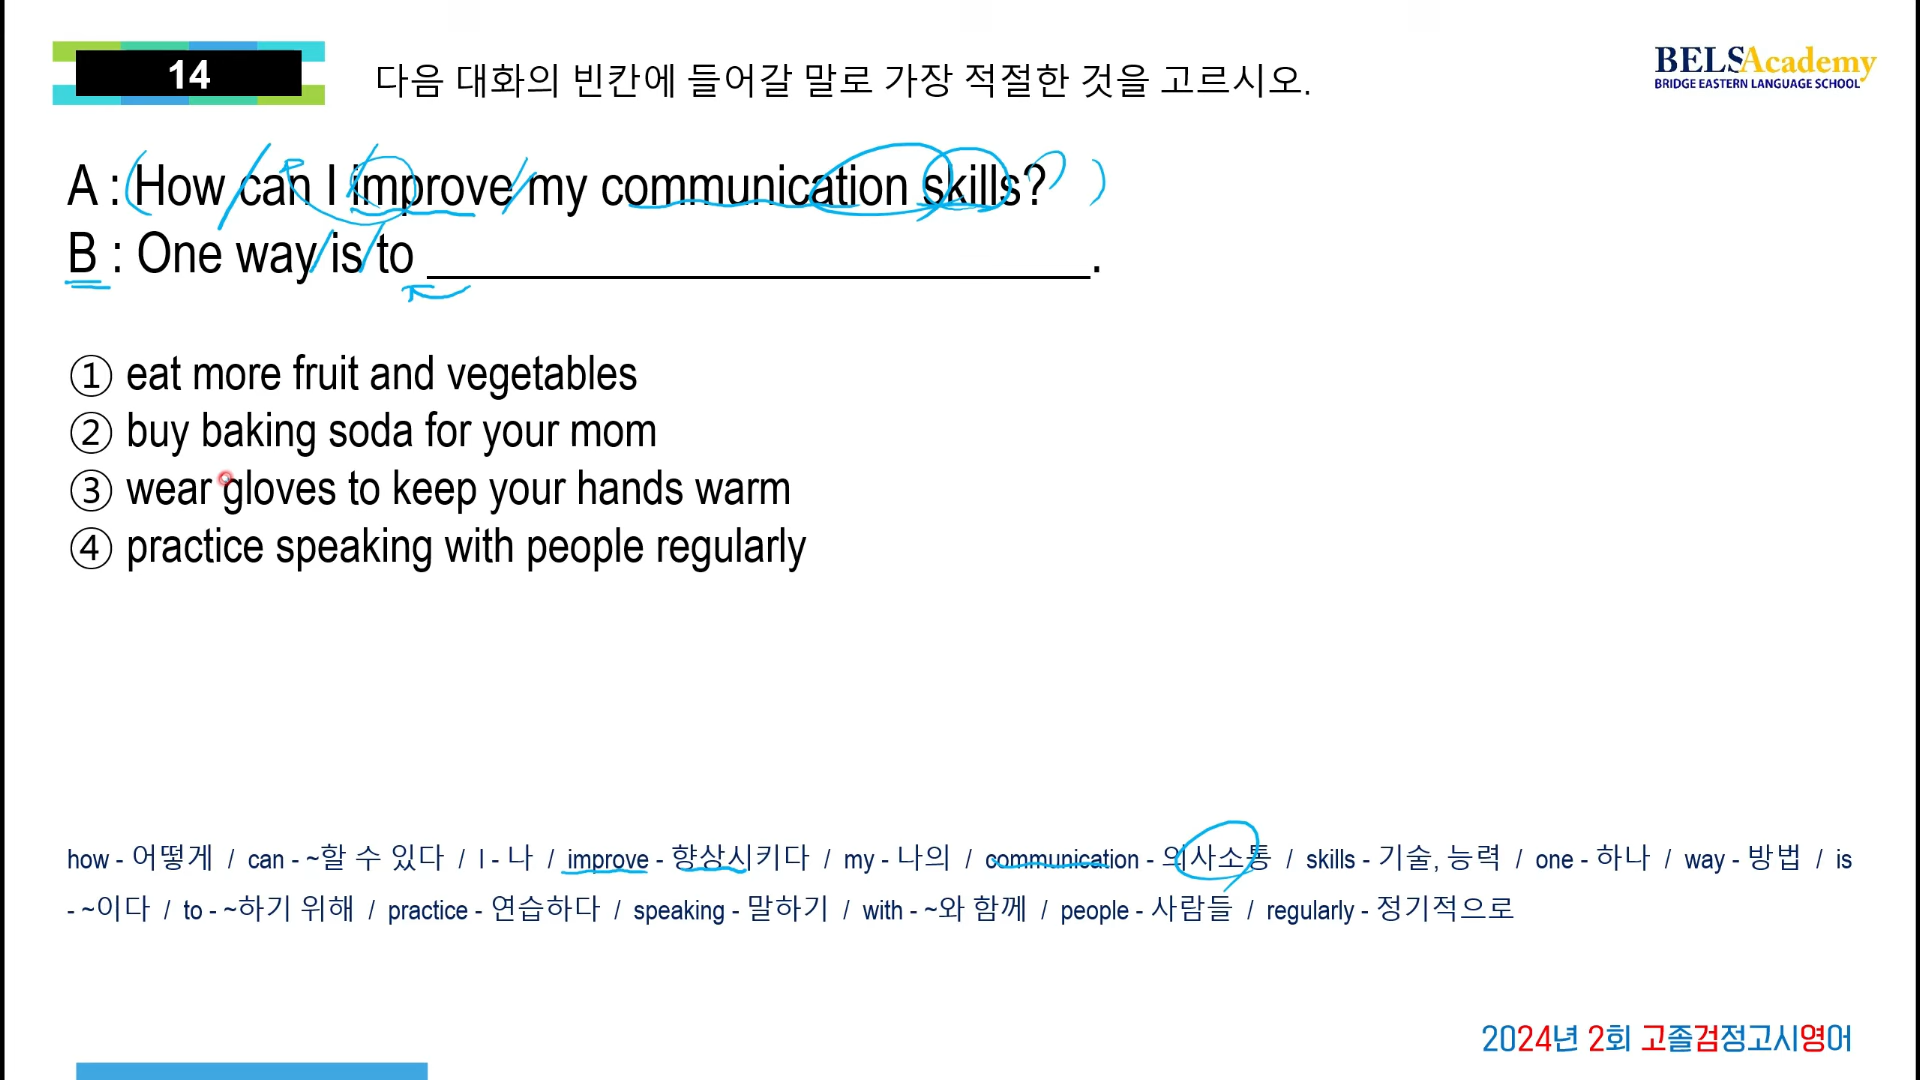 14
다음 대화의 빈칸에 들어갈 말로 가장 적절한 것을 고르시오.
BELSAcademy
BRIDGE EASTERN LANGUAGE SCHOOL
A : How can I improve my communication skills?
B : One way is to ____________________.
① eat more fruit and vegetables
② buy baking soda for your mom
③ wear gloves to keep your hands warm
④ practice speaking with people regularly
how - 어떻게 / can - ~할 수 있다 / I - 나 / improve - 향상시키다 / my - 나의 / communication - 의사소통 / skills - 기술, 능력 / one - 하나 / way - 방법 / is
- ~이다 / to - ~하기 위해 / practice - 연습하다 / speaking - 말하기 / with - ~와 함께 / people - 사람들 / regularly - 정기적으로
2024년 2회 고졸검정고시영어